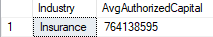 Industry AvgAuthorizedCapital
1 Insurance 764138595